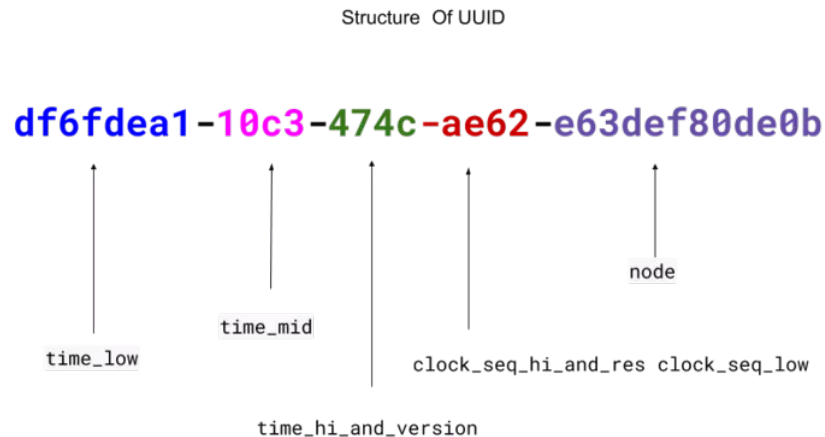 Structure Of UUID
df6fdea1-10c3-474c-ae62-e63def80de0b
node
time_mid
time_low
clock_seq_hi_and_res clock_seq_low
time_hi_and_version